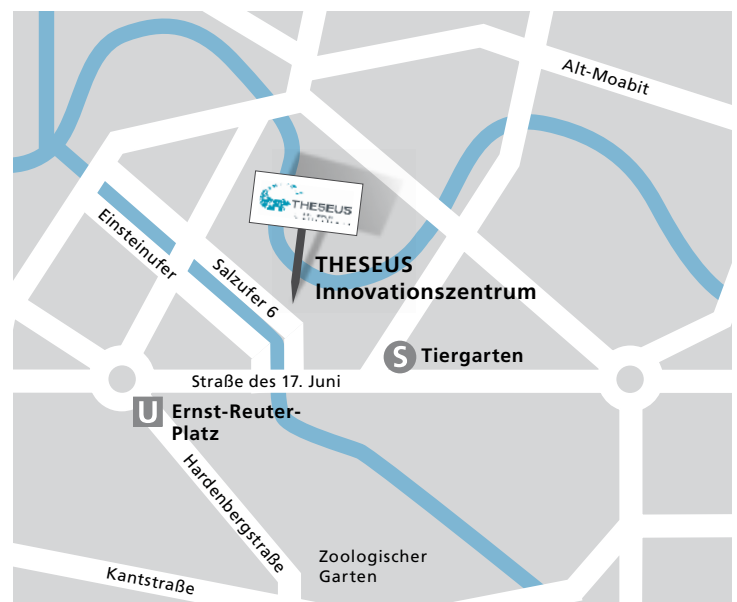 Alt-Moabit
THESEUS
Einsteinufer
Salzufer 6
THESEUS
Innovationszentrum
S
Tiergarten
Straße des 17. Juni
U
Ernst-Reuter-
Platz
Hardenbergstraße
Zoologischer
Garten
Kantstraße